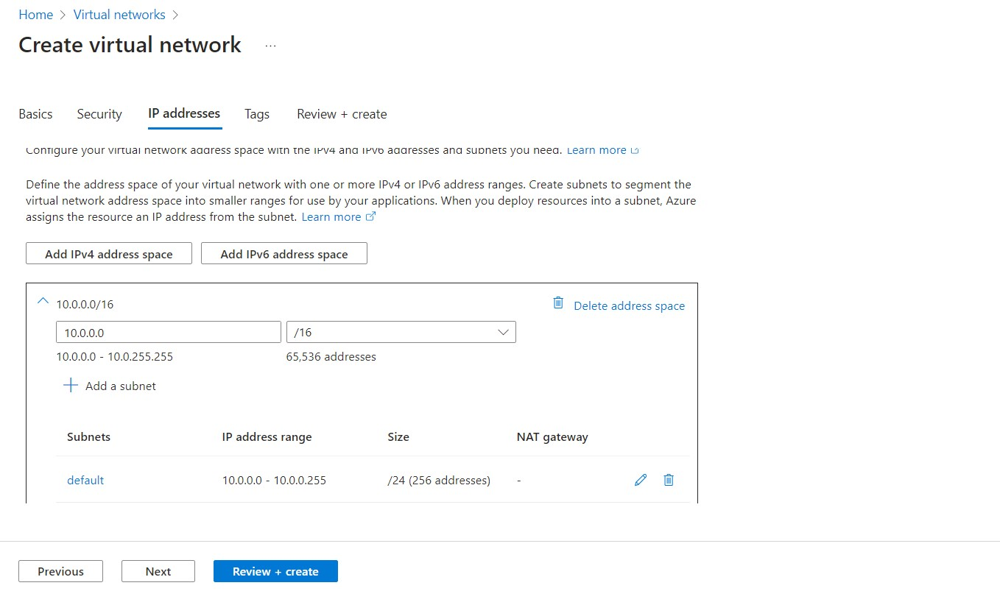 Home > Virtual networks >
Create virtual network ...
Basics Security IP addresses Tags Review + create
Configure your virtual network address space with the IPv4 and IPv6 addresses and subnets you need. Learn more
Define the address space of your virtual network with one or more IPv4 or IPv6 address ranges. Create subnets to segment the
virtual network address space into smaller ranges for use by your applications. When you deploy resources into a subnet, Azure
assigns the resource an IP address from the subnet. Learn more
Add IPv4 address space Add IPv6 address space
10.0.0.0/16 Delete address space
10.0.0.0 /16
10.0.0.0 - 10.0.255.255 65,536 addresses
+ Add a subnet
Subnets IP address range Size NAT gateway
default 10.0.0.0 - 10.0.0.255 /24 (256 addresses) -
Previous Next Review + create